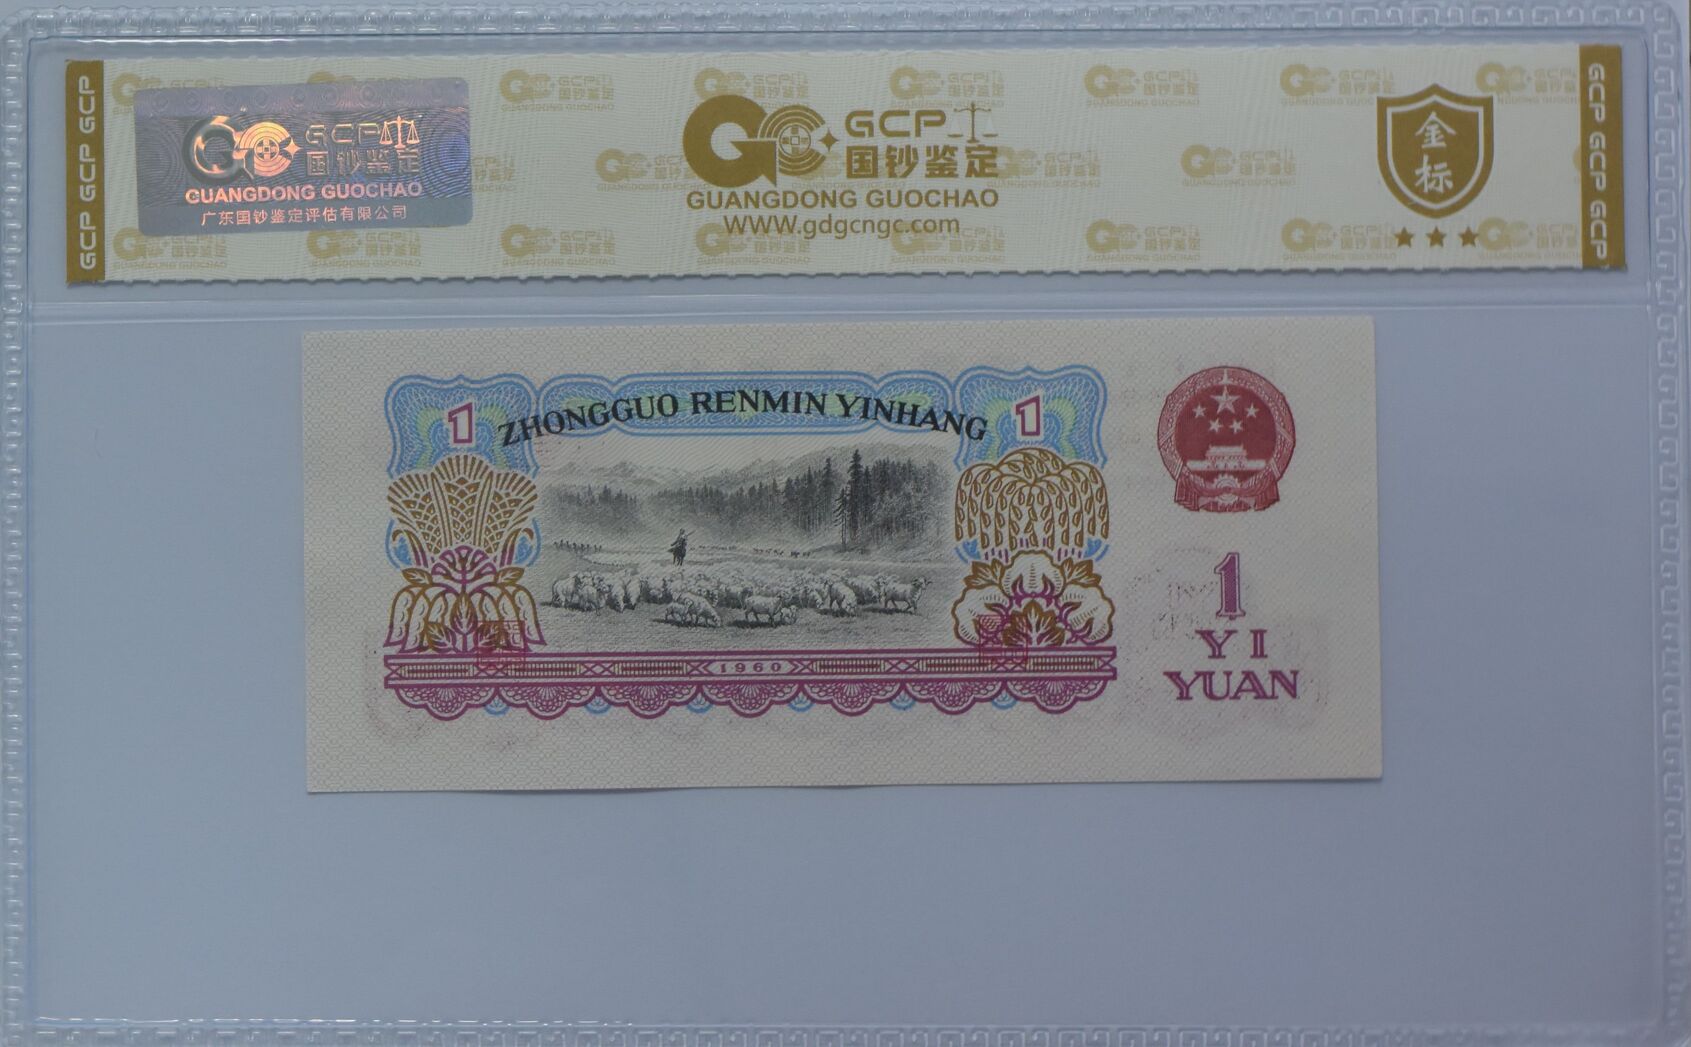 GCP GCP GCP
GCP
国钞鉴定
GUANGDONG GUOCHAO
广东国钞鉴定评估有限公司
GCP
国钞鉴定
GUANGDONG GUOCHAO
WWW.gdgcngc.com
金标
GCP GCP GCP
ZHONGGUO RENMIN YINHANG
1
1
1960
1
YI
YUAN